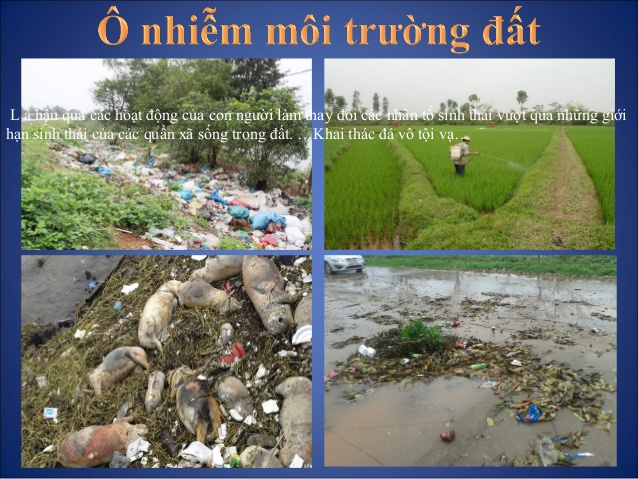 Ô nhiễm môi trường đất
L à hậu quả các hoạt động của con người làm thay đổi các nhân tố sinh thái vượt qua những giới
hạn sinh thái của các quần xã sống trong đất. …Khai thác đá vô tội vạ…